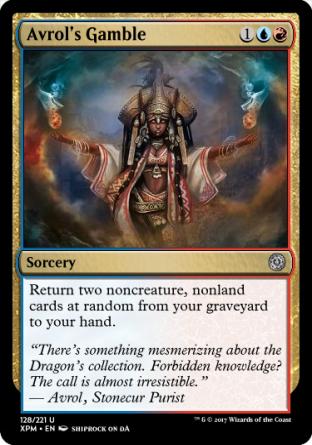 Avrol's Gamble 1
Sorcery
Return two noncreature, nonland
cards at random from your graveyard
to your hand.
"There's something mesmerizing about the
Dragon's collection. Forbidden knowledge?
The call is almost irresistible."
— Avrol, Stonecur Purist
128/221 U
XPM • EN SHIPROCK ON DA
™ & © 2017 Wizards of the Coast